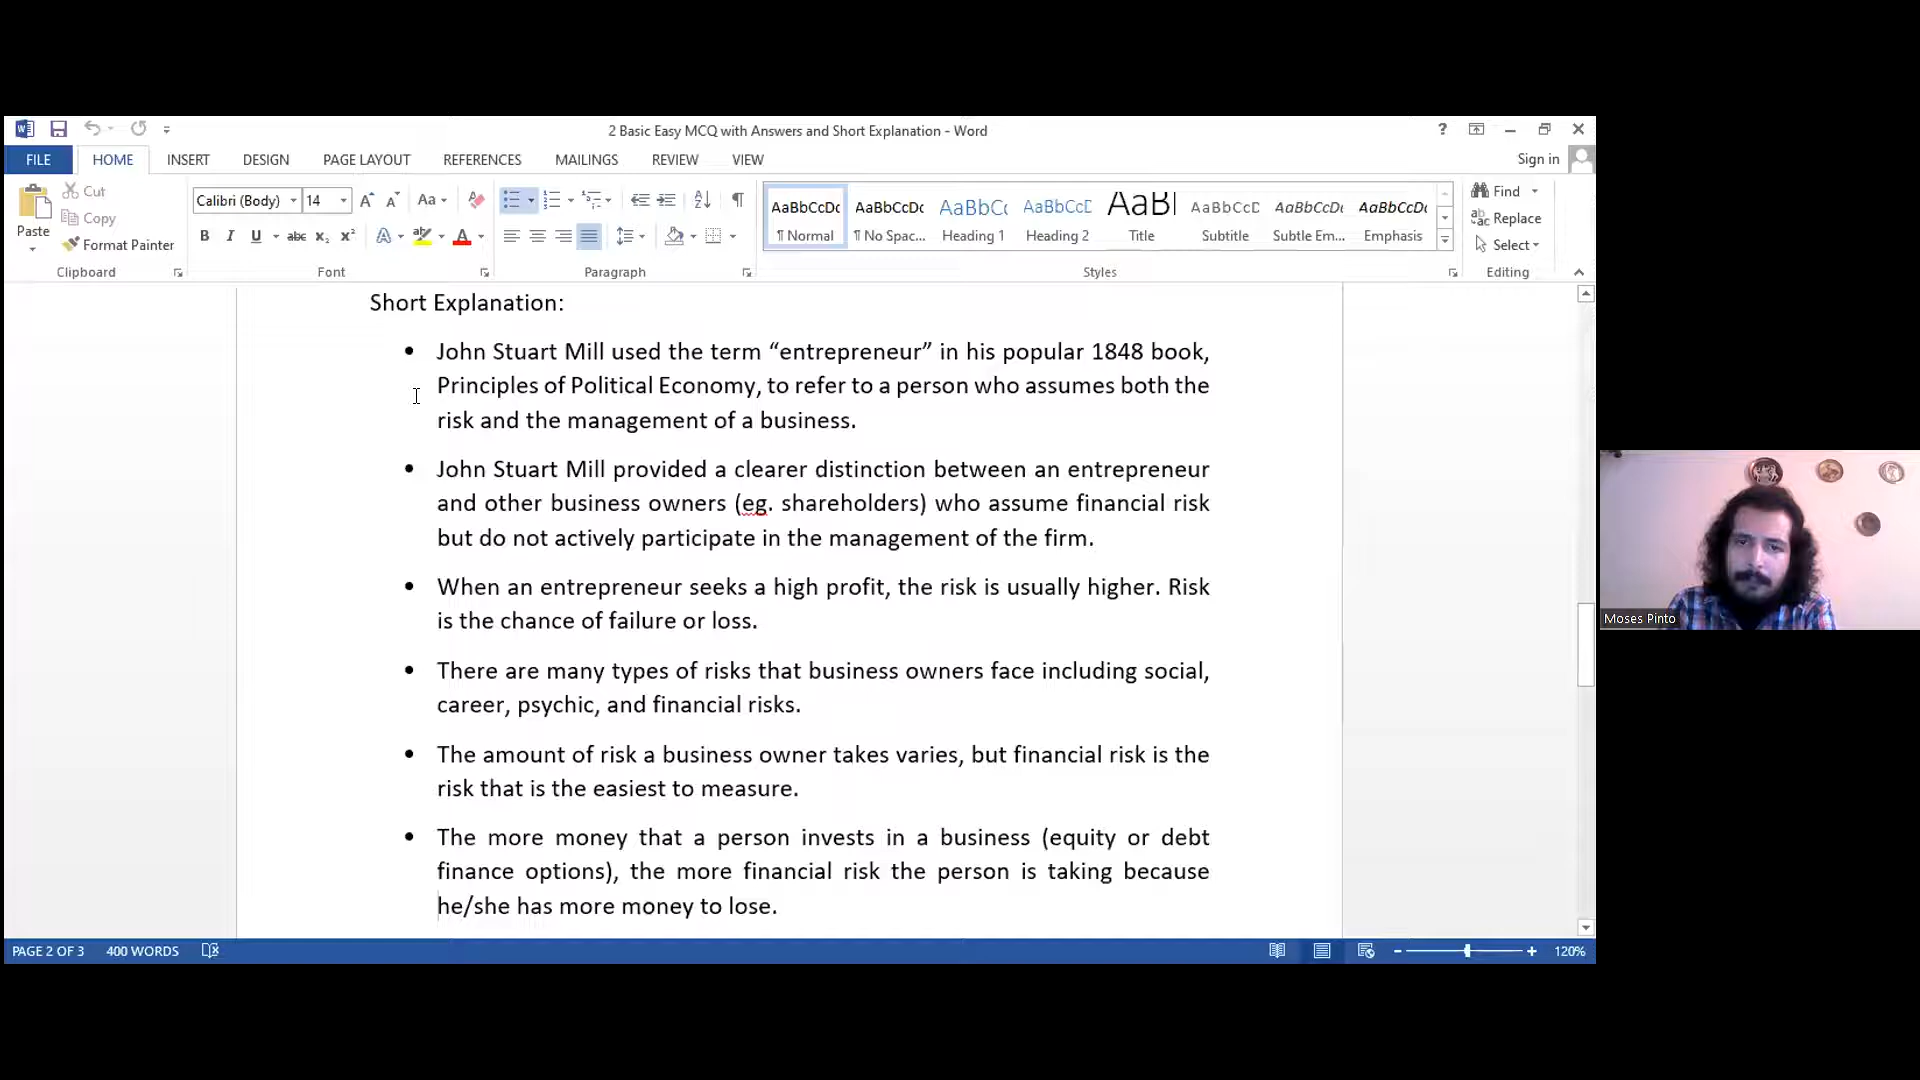 2 Basic Easy MCQ with Answers and Short Explanation - Word
?
FILE HOME INSERT DESIGN PAGE LAYOUT REFERENCES MAILINGS REVIEW VIEW Sign in
Paste
Cut
Copy
Format Painter
Clipboard
Calibri (Body) 14
Font
Paragraph
AaBbCcDc AaBbCcDc AaBbCc AaBbCcC AaBl AaBbCcC AaBbCcDc AaBbCcDc
¶ Normal ¶ No Spac... Heading 1 Heading 2 Title Subtitle Subtle Em... Emphasis
Styles
Find
Replace
Select
Editing
Short Explanation:
• John Stuart Mill used the term “entrepreneur” in his popular 1848 book,
Principles of Political Economy, to refer to a person who assumes both the
risk and the management of a business.
• John Stuart Mill provided a clearer distinction between an entrepreneur
and other business owners (eg. shareholders) who assume financial risk
but do not actively participate in the management of the firm.
• When an entrepreneur seeks a high profit, the risk is usually higher. Risk
is the chance of failure or loss.
• There are many types of risks that business owners face including social,
career, psychic, and financial risks.
• The amount of risk a business owner takes varies, but financial risk is the
risk that is the easiest to measure.
• The more money that a person invests in a business (equity or debt
finance options), the more financial risk the person is taking because
he/she has more money to lose.
Moses Pinto
PAGE 2 OF 3 400 WORDS 120%